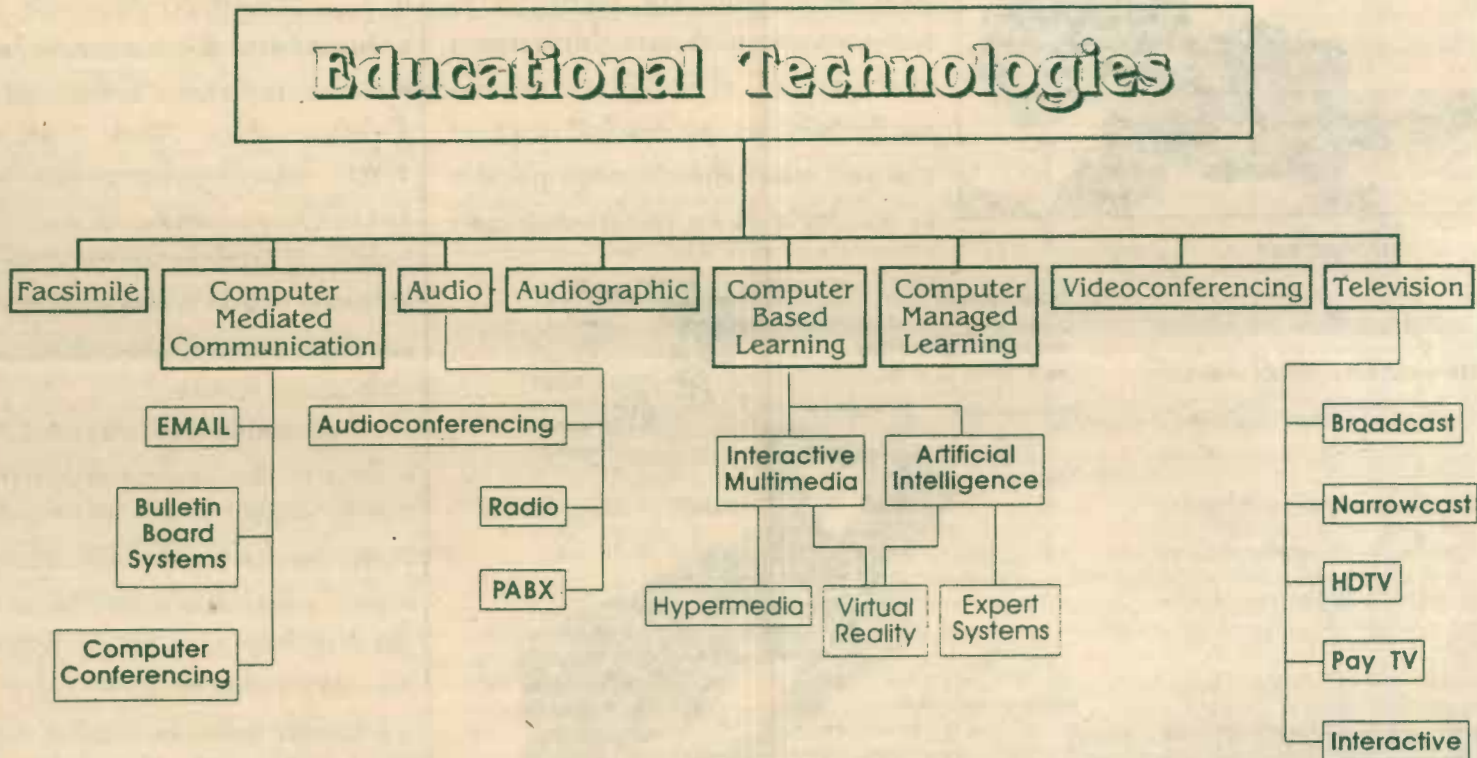 Educational Technologies
Facsimile
Computer
Mediated
Communication
Audio
Audiographic
Computer
Based
Learning
Computer
Managed
Learning
Videoconferencing
Television
EMAIL
Bulletin
Board
Systems
Computer
Conferencing
Audioconferencing
Radio
PABX
Interactive
Multimedia
Artificial
Intelligence
Hypermedia
Virtual
Reality
Expert
Systems
Broadcast
Narrowcast
HDTV
Pay TV
Interactive